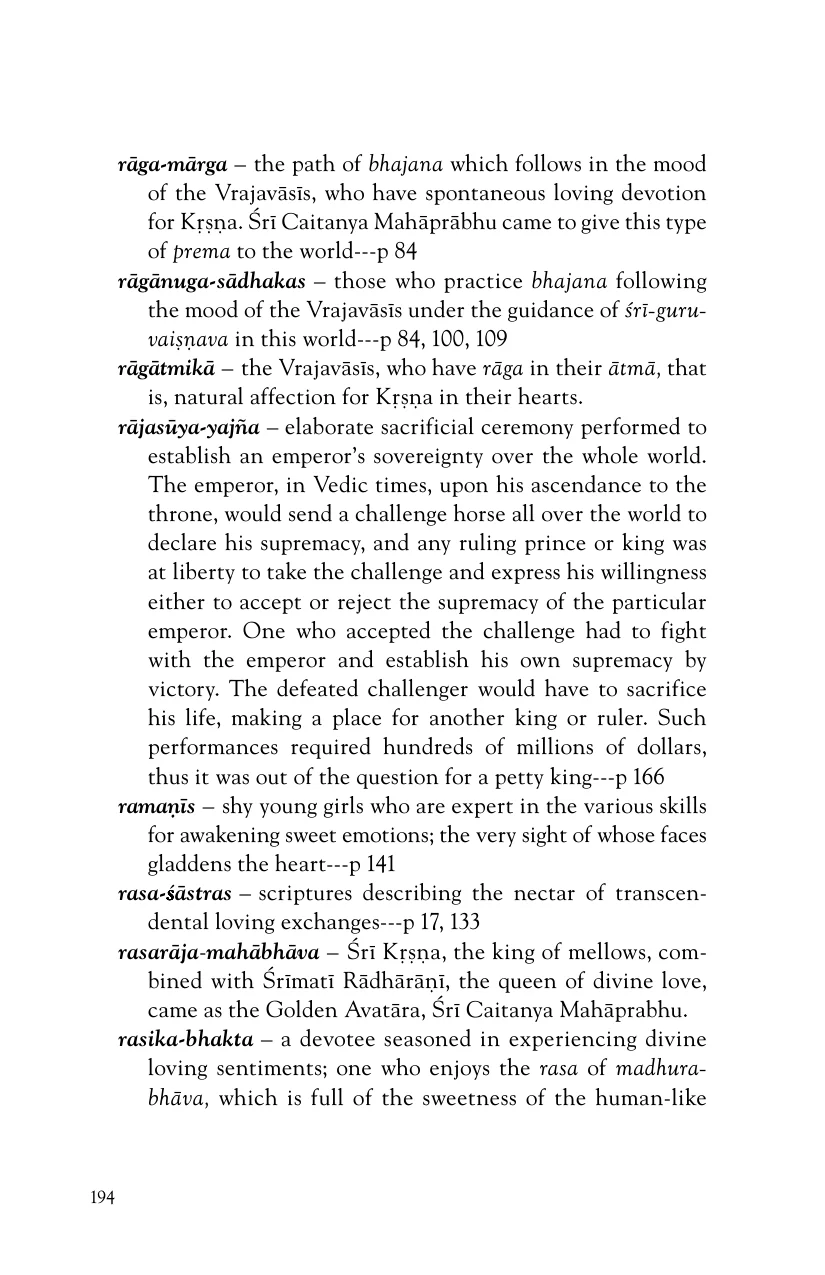 rāga-mārga – the path of bhajana which follows in the mood
of the Vrajavāsīs, who have spontaneous loving devotion
for Kṛṣṇa. Śrī Caitanya Mahāprābhu came to give this type
of prema to the world---p 84
rāgānuga-sādhakas – those who practice bhajana following
the mood of the Vrajavāsīs under the guidance of śrī-guru-
vaiṣṇava in this world---p 84, 100, 109
rāgātmikā – the Vrajavāsīs, who have rāga in their ātmā, that
is, natural affection for Kṛṣṇa in their hearts.
rājasūya-yajña – elaborate sacrificial ceremony performed to
establish an emperor’s sovereignty over the whole world.
The emperor, in Vedic times, upon his ascendance to the
throne, would send a challenge horse all over the world to
declare his supremacy, and any ruling prince or king was
at liberty to take the challenge and express his willingness
either to accept or reject the supremacy of the particular
emperor. One who accepted the challenge had to fight
with the emperor and establish his own supremacy by
victory. The defeated challenger would have to sacrifice
his life, making a place for another king or ruler. Such
performances required hundreds of millions of dollars,
thus it was out of the question for a petty king---p 166
ramaṇīs – shy young girls who are expert in the various skills
for awakening sweet emotions; the very sight of whose faces
gladdens the heart---p 141
rasa-śāstras – scriptures describing the nectar of transcen-
dental loving exchanges---p 17, 133
rasarāja-mahābhāva – Śrī Kṛṣṇa, the king of mellows, com-
bined with Śrīmatī Rādhārāṇī, the queen of divine love,
came as the Golden Avatāra, Śrī Caitanya Mahāprabhu.
rasika-bhakta – a devotee seasoned in experiencing divine
loving sentiments; one who enjoys the rasa of madhura-
bhāva, which is full of the sweetness of the human-like
194